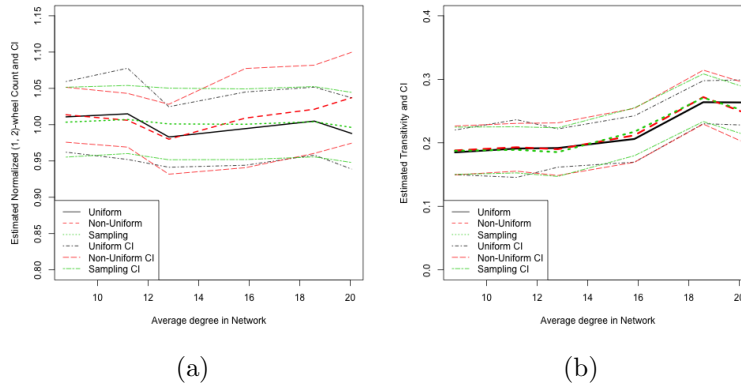 Estimated Normalized (1, 2)-wheel Count and CI
1.15
1.10
1.05
1.00
0.95
0.90
0.85
0.80
Uniform
Non-Uniform
Sampling
Uniform CI
Non-Uniform CI
Sampling CI
10 12 14 16 18 20
Average degree in Network
(a)
Estimated Transitivity and CI
0.4
0.3
0.2
0.1
0.0
Uniform
Non-Uniform
Sampling
Uniform CI
Non-Uniform CI
Sampling CI
10 12 14 16 18 20
Average degree in Network
(b)